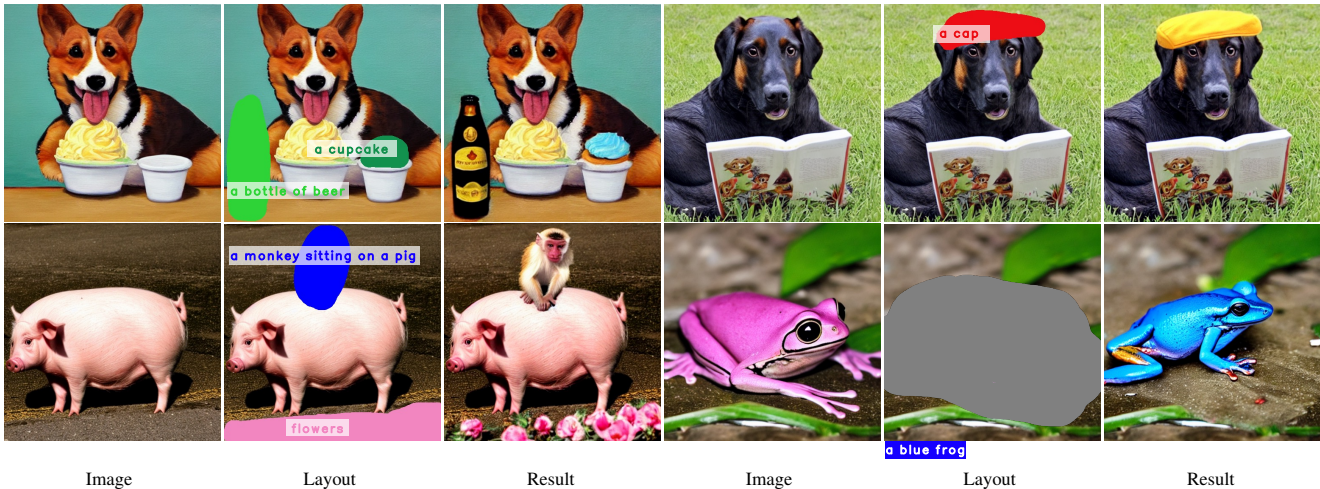 a cupcake
a bottle of beer
a cap
a monkey sitting on a pig
flowers
a blue frog
Image
Layout
Result
Image
Layout
Result